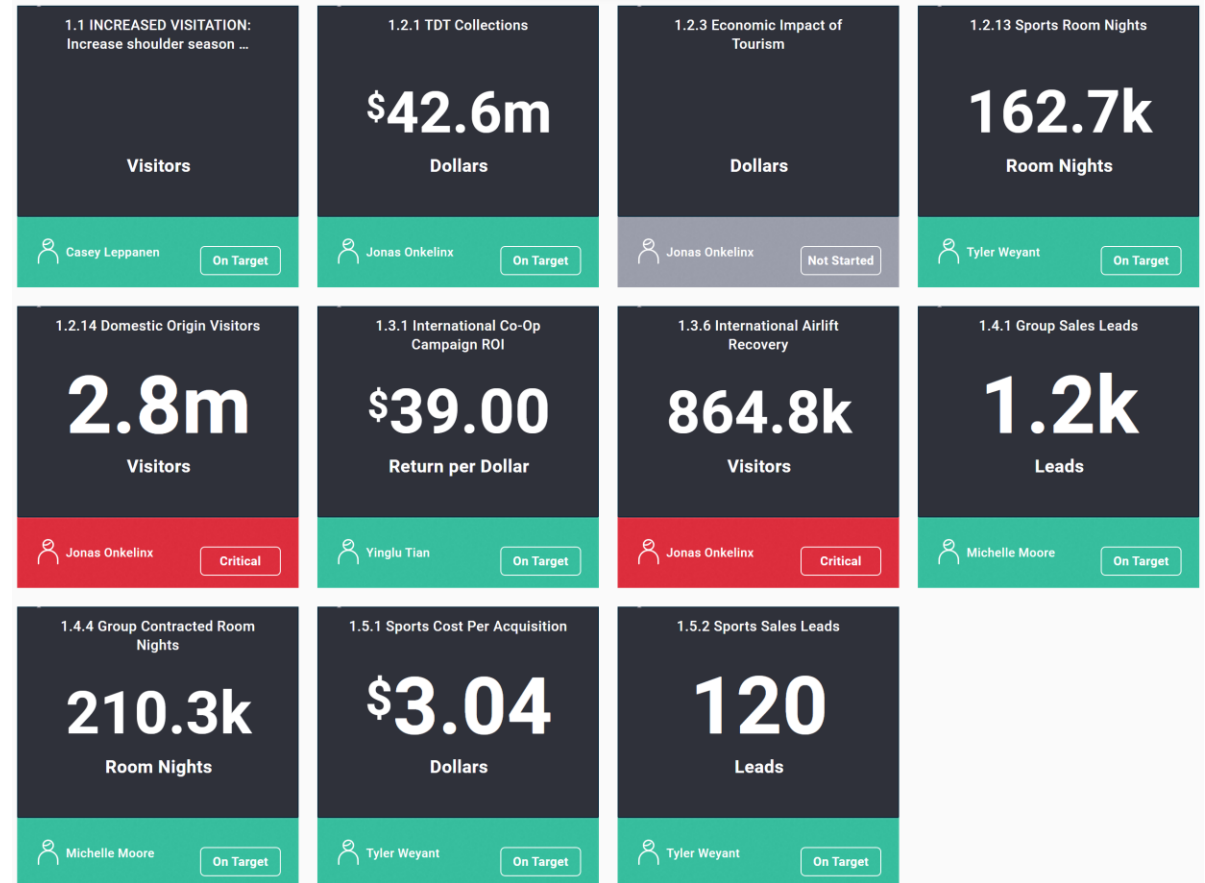 1.1 INCREASED VISITATION:
Increase shoulder season ...
Visitors
Casey Leppanen
On Target
1.2.1 TDT Collections
$42.6m
Dollars
Jonas Onkelinx
On Target
1.2.3 Economic Impact of
Tourism
Dollars
Jonas Onkelinx
Not Started
1.2.13 Sports Room Nights
162.7k
Room Nights
Tyler Weyant
On Target
1.2.14 Domestic Origin Visitors
2.8m
Visitors
Jonas Onkelinx
Critical
1.3.1 International Co-Op
Campaign ROI
$39.00
Return per Dollar
Yinglu Tian
On Target
1.3.6 International Airlift
Recovery
864.8k
Visitors
Jonas Onkelinx
Critical
1.4.1 Group Sales Leads
1.2k
Leads
Michelle Moore
On Target
1.4.4 Group Contracted Room
Nights
210.3k
Room Nights
Michelle Moore
On Target
1.5.1 Sports Cost Per Acquisition
$3.04
Dollars
Tyler Weyant
On Target
1.5.2 Sports Sales Leads
120
Leads
Tyler Weyant
On Target